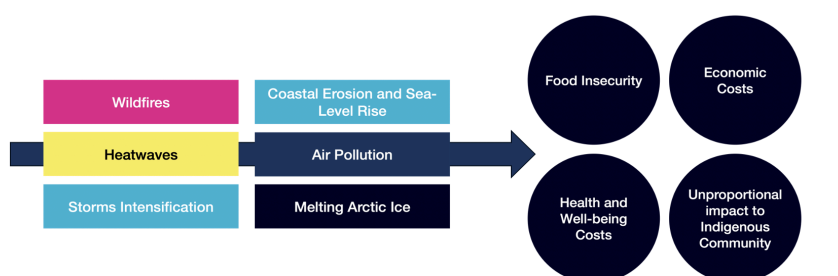 Wildfires
Coastal Erosion and Sea-
Level Rise
Heatwaves
Air Pollution
Storms Intensification
Melting Arctic Ice
Food Insecurity
Economic
Costs
Health and
Well-being
Costs
Unproportional
impact to
Indigenous
Community